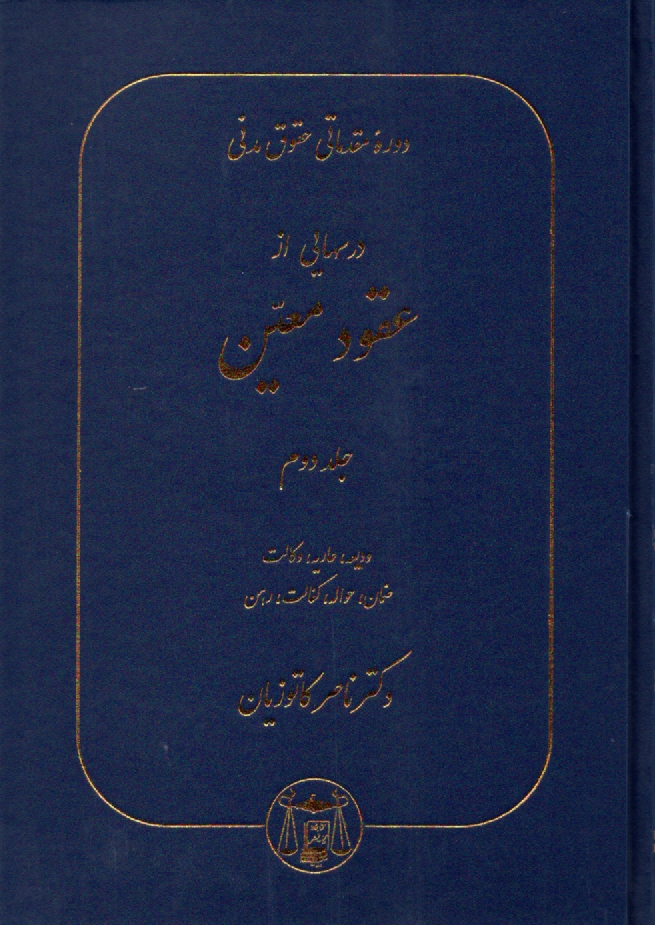 دورهٔ مقدماتی حقوق مدنی
درسهایی از
عقود معیّن
جلد دوم
ودیعه، عاریه، وکالت
ضمان، حواله، کفالت، رهن
دکتر ناصر کاتوزیان